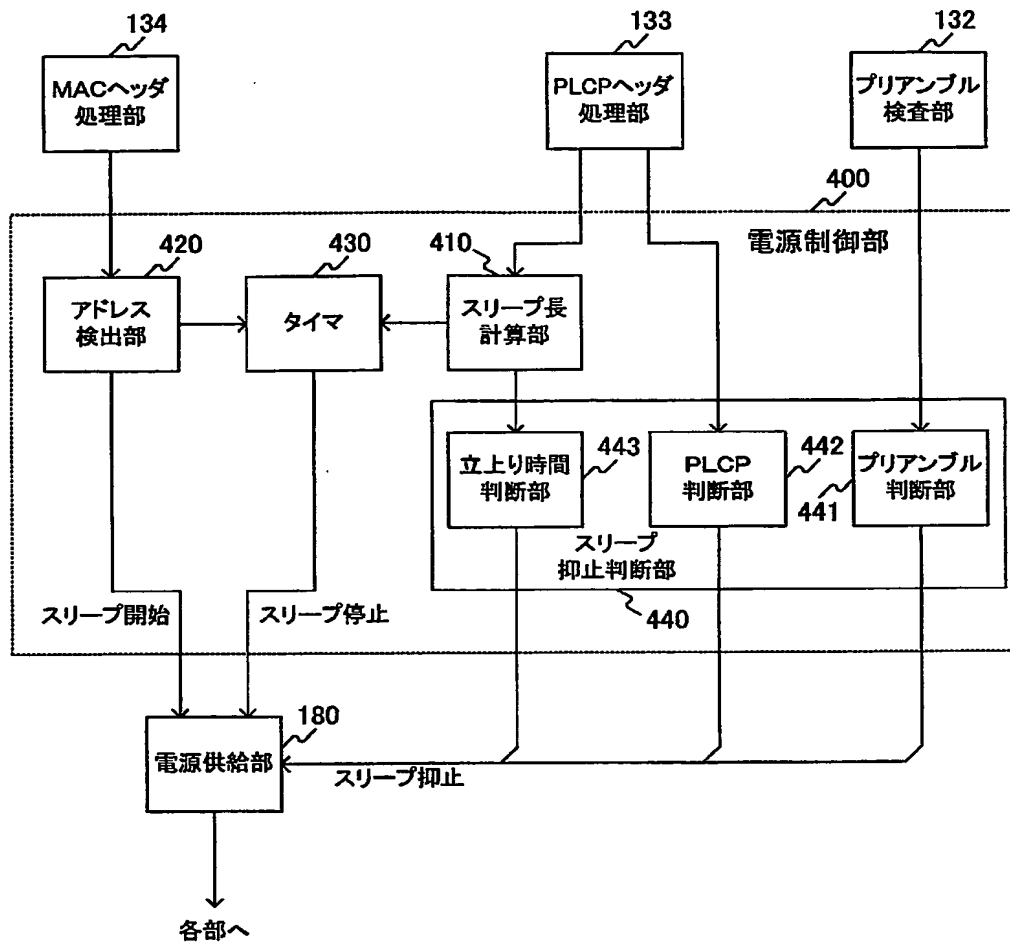 134
133
132
MACヘッダ
処理部
PLCPヘッダ
処理部
プリアンブル
検査部
400
電源制御部
420
430
410
アドレス
検出部
タイマ
スリープ長
計算部
立上り時間
判断部
443
PLCP
判断部
442
441
プリアンブル
判断部
スリープ
抑止判断部
440
スリープ開始
スリープ停止
180
電源供給部
スリープ抑止
各部へ